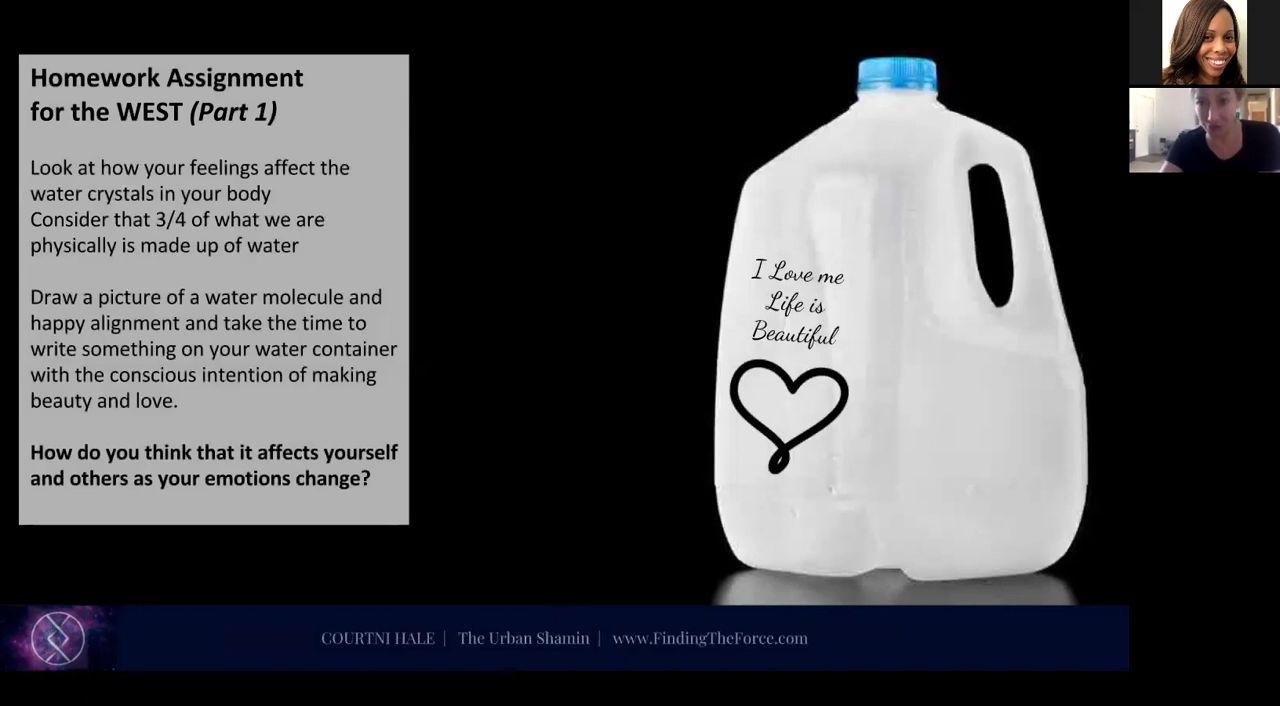 Homework Assignment
for the WEST (Part 1)
Look at how your feelings affect the
water crystals in your body
Consider that 3/4 of what we are
physically is made up of water
Draw a picture of a water molecule and
happy alignment and take the time to
write something on your water container
with the conscious intention of making
beauty and love.
How do you think that it affects yourself
and others as your emotions change?
I Love me
Life is
Beautiful
COURTNI HALE | The Urban Shamin | www.FindingTheForce.com